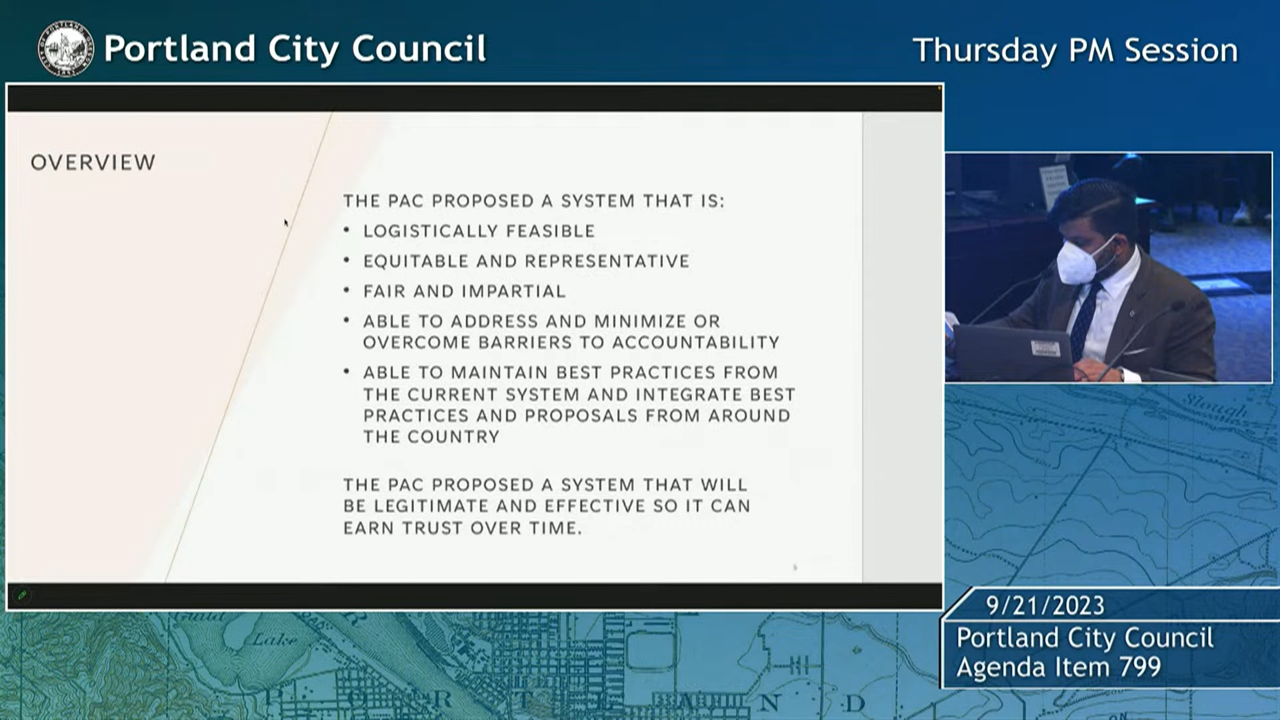 Portland City Council
Thursday PM Session
OVERVIEW
THE PAC PROPOSED A SYSTEM THAT IS:
• LOGISTICALLY FEASIBLE
• EQUITABLE AND REPRESENTATIVE
• FAIR AND IMPARTIAL
• ABLE TO ADDRESS AND MINIMIZE OR
OVERCOME BARRIERS TO ACCOUNTABILITY
• ABLE TO MAINTAIN BEST PRACTICES FROM
THE CURRENT SYSTEM AND INTEGRATE BEST
PRACTICES AND PROPOSALS FROM AROUND
THE COUNTRY
THE PAC PROPOSED A SYSTEM THAT WILL
BE LEGITIMATE AND EFFECTIVE SO IT CAN
EARN TRUST OVER TIME.
Slough
9/21/2023
Portland City Council
Agenda Item 799
Guild
Lake
R T L A N D
ON